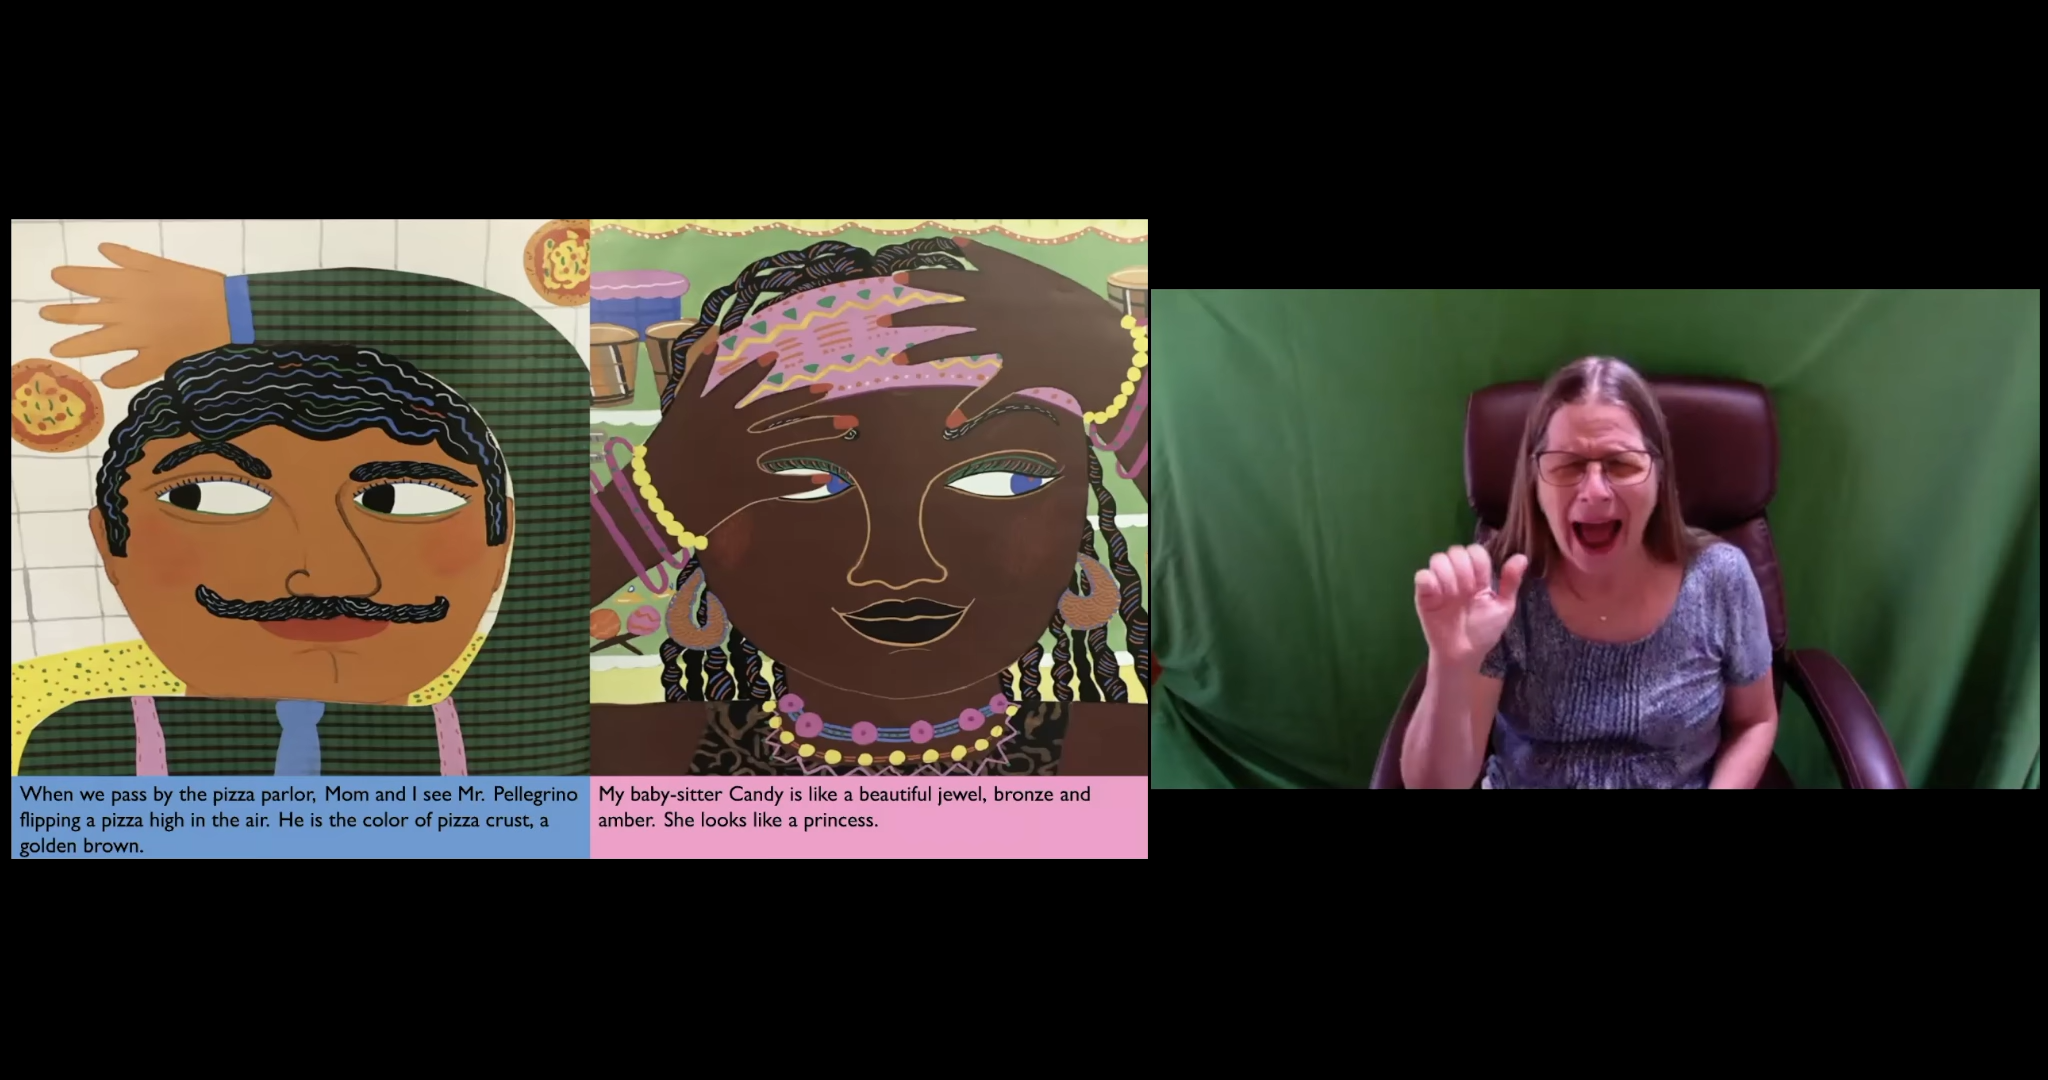 When we pass by the pizza parlor, Mom and I see Mr. Pellegrino
flipping a pizza high in the air. He is the color of pizza crust, a
golden brown.
My baby-sitter Candy is like a beautiful jewel, bronze and
amber. She looks like a princess.